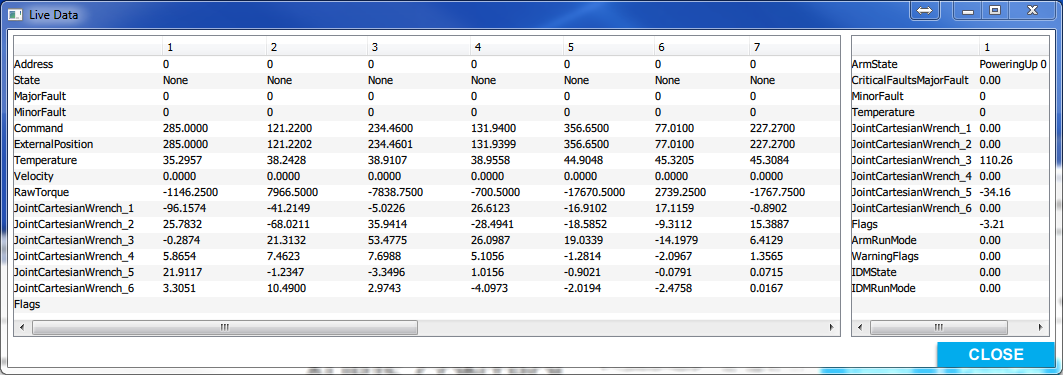 Live Data
1 2 3 4 5 6 7
Address 0 0 0 0 0 0 0
State None None None None None None None
MajorFault 0 0 0 0 0 0 0
MinorFault 0 0 0 0 0 0 0
Command 285.0000 121.2200 234.4600 131.9400 356.6500 77.0100 227.2700
ExternalPosition 285.0000 121.2202 234.4601 131.9399 356.6500 77.0100 227.2700
Temperature 35.2957 38.2428 38.9107 38.9558 44.9048 45.3205 45.3084
Velocity 0.0000 0.0000 0.0000 0.0000 0.0000 0.0000 0.0000
RawTorque -1146.2500 7966.5000 -7838.7500 -700.5000 -17670.5000 2739.2500 -1767.7500
JointCartesianWrench_1 -96.1574 -41.2149 -5.0226 26.6123 -16.9102 17.1159 -0.8902
JointCartesianWrench_2 25.7832 -68.0211 35.9414 -28.4941 -18.5852 -9.3112 15.3887
JointCartesianWrench_3 -0.2874 21.3132 53.4775 26.0987 19.0339 -14.1979 6.4129
JointCartesianWrench_4 5.8654 7.4623 7.6988 5.1056 -1.2814 -2.0967 1.3565
JointCartesianWrench_5 21.9117 -1.2347 -3.3496 1.0156 -0.9021 -0.0791 0.0715
JointCartesianWrench_6 3.3051 10.4900 2.9743 -4.0973 -2.0194 -2.4758 0.0167
Flags
1
ArmState PoweringUp 0
CriticalFaultsMajorFault 0.00
MinorFault 0
Temperature 0
JointCartesianWrench_1 0.00
JointCartesianWrench_2 0.00
JointCartesianWrench_3 110.26
JointCartesianWrench_4 0.00
JointCartesianWrench_5 -34.16
JointCartesianWrench_6 0.00
Flags -3.21
ArmRunMode 0.00
WarningFlags 0.00
IDMState 0.00
IDMRunMode 0.00
CLOSE